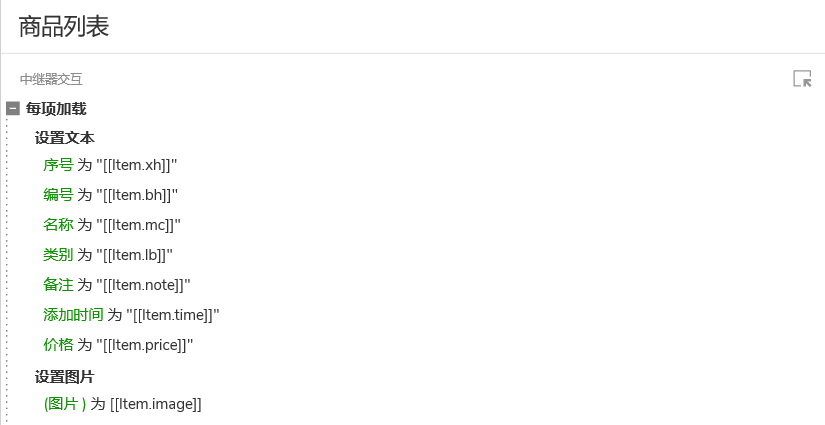 商品列表
中继器交互
每项加载
设置文本
序号 为 "[[Item.xh]]"
编号 为 "[[Item.bh]]"
名称 为 "[[Item.mc]]"
类别 为 "[[Item.lb]]"
备注 为 "[[Item.note]]"
添加时间 为 "[[Item.time]]"
价格 为 "[[Item.price]]"
设置图片
(图片 ) 为 [[Item.image]]